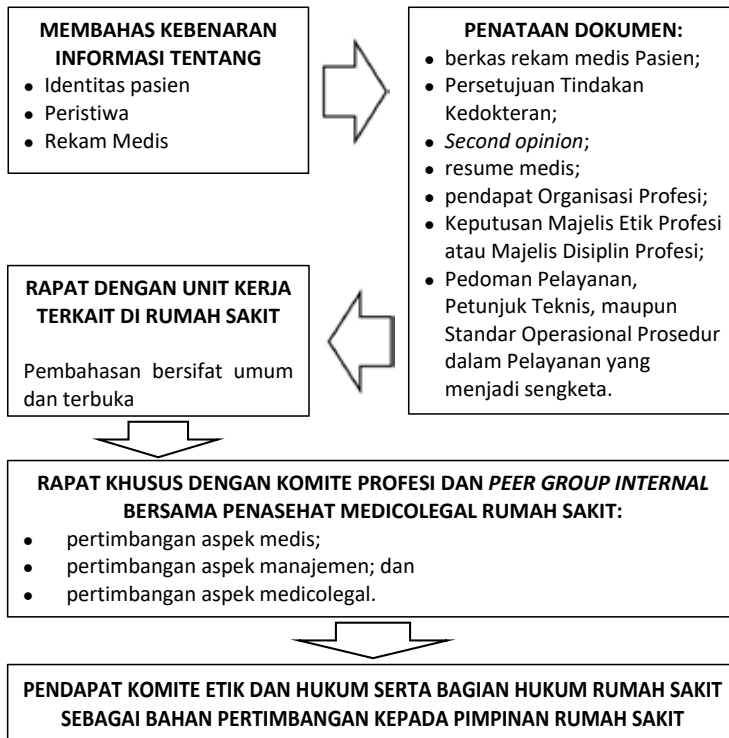 MEMBAHAS KEBENARAN
INFORMASI TENTANG
• Identitas pasien
• Peristiwa
• Rekam Medis
PENATAAN DOKUMEN:
• berkas rekam medis Pasien;
• Persetujuan Tindakan
Kedokteran;
• Second opinion;
• resume medis;
• pendapat Organisasi Profesi;
• Keputusan Majelis Etik Profesi
atau Majelis Disiplin Profesi;
• Pedoman Pelayanan,
Petunjuk Teknis, maupun
Standar Operasional Prosedur
dalam Pelayanan yang
menjadi sengketa.
RAPAT DENGAN UNIT KERJA
TERKAIT DI RUMAH SAKIT
Pembahasan bersifat umum
dan terbuka
RAPAT KHUSUS DENGAN KOMITE PROFESI DAN PEER GROUP INTERNAL
BERSAMA PENASEHAT MEDICOLEGAL RUMAH SAKIT:
• pertimbangan aspek medis;
• pertimbangan aspek manajemen; dan
• pertimbangan aspek medicolegal.
PENDAPAT KOMITE ETIK DAN HUKUM SERTA BAGIAN HUKUM RUMAH SAKIT
SEBAGAI BAHAN PERTIMBANGAN KEPADA PIMPINAN RUMAH SAKIT